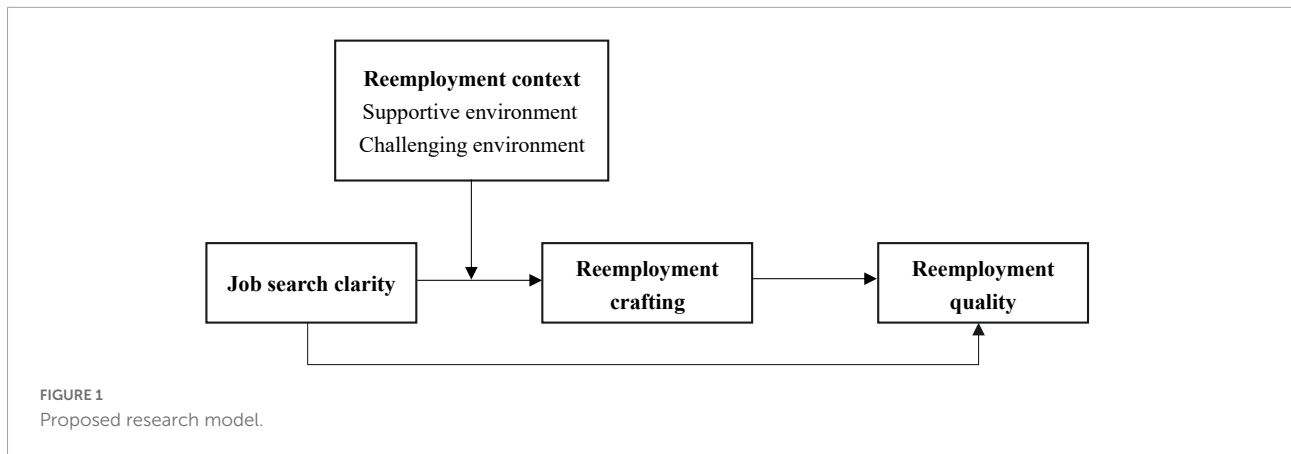 Reemployment context
Supportive environment
Challenging environment
Job search clarity
Reemployment
crafting
Reemployment
quality
FIGURE 1
Proposed research model.